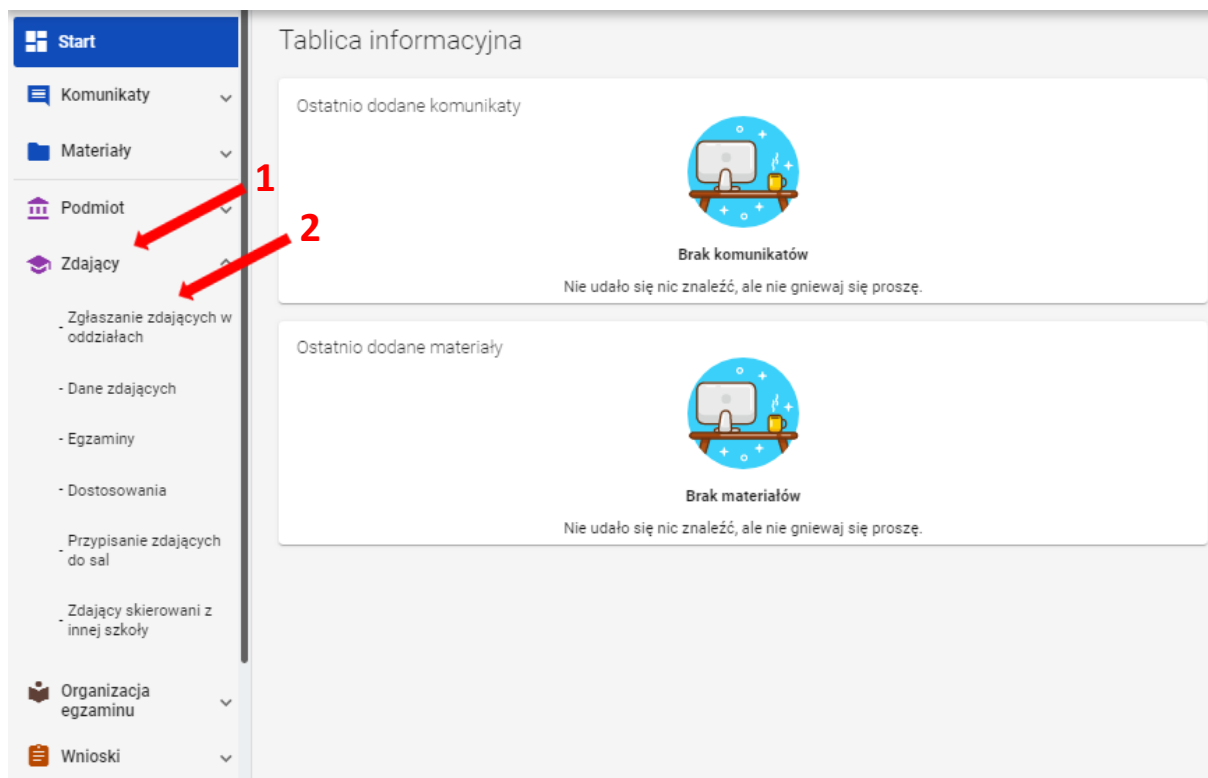 Start
Komunikaty
Materiały
1
Podmiot
2
Zdający
- Zgłaszanie zdających w
oddziałach
- Dane zdających
- Egzaminy
- Dostosowania
- Przypisanie zdających
do sal
- Zdający skierowani z
innej szkoły
Organizacja
egzaminu
Wnioski
Tablica informacyjna
Ostatnio dodane komunikaty
Brak komunikatów
Nie udało się nic znaleźć, ale nie gniewaj się proszę.
Ostatnio dodane materiały
Brak materiałów
Nie udało się nic znaleźć, ale nie gniewaj się proszę.